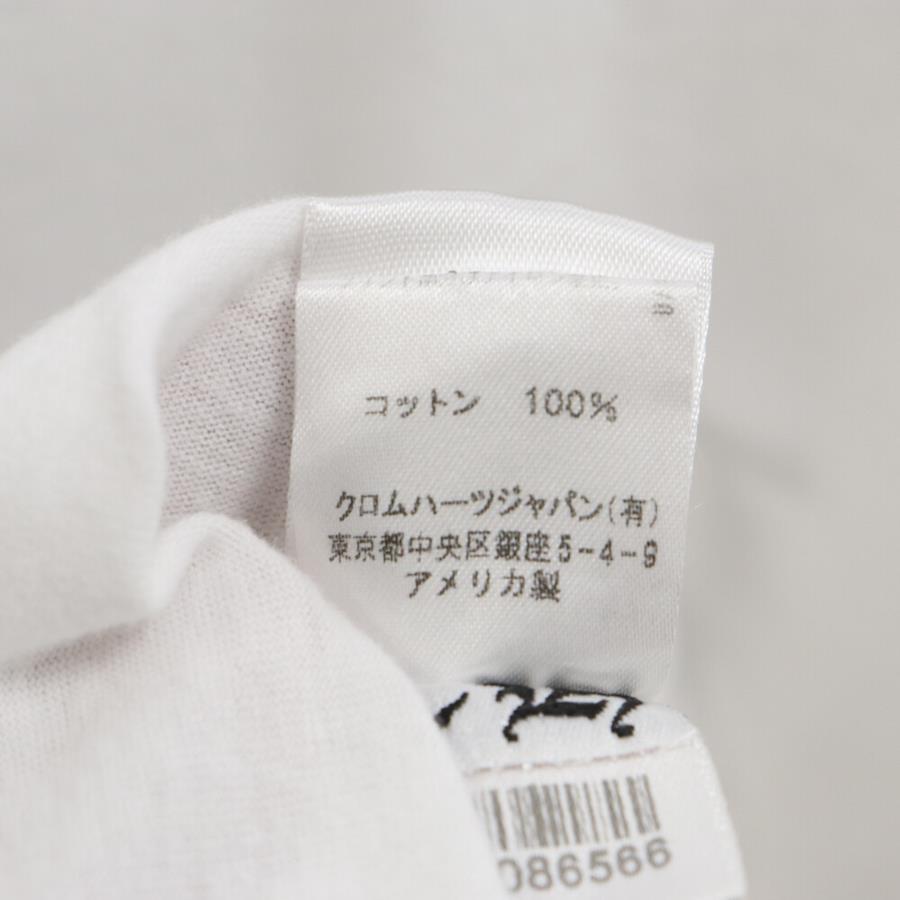 コットン 100%
クロムハーツジャパン(有)
東京都中央区銀座5-4-9
アメリカ製
086566